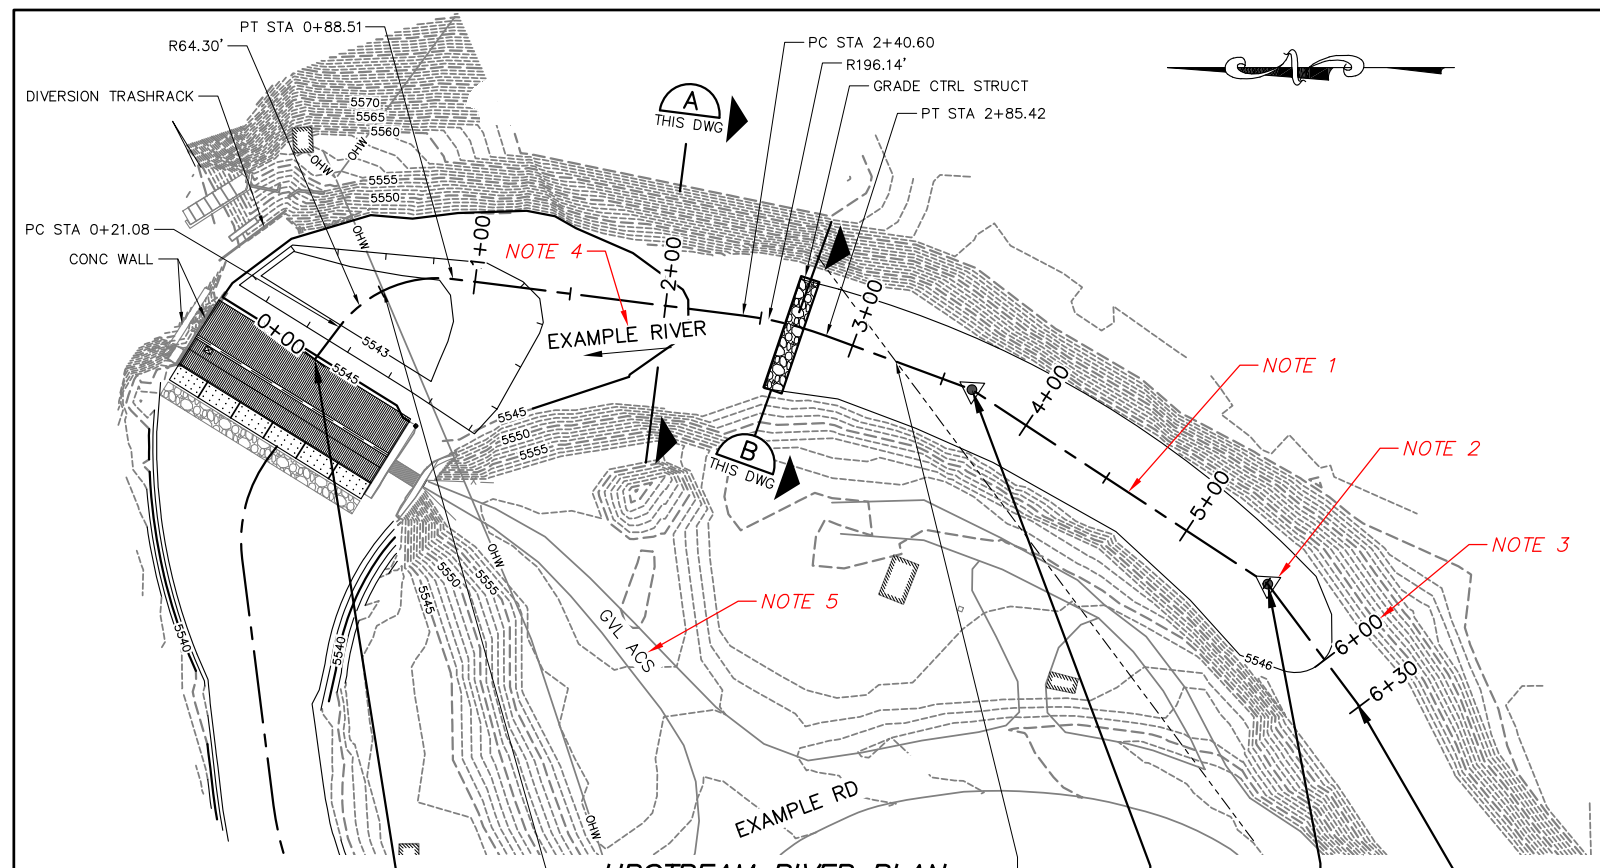 PT STA 0+88.51
R64.30'
DIVERSION TRASHRACK
PC STA 0+21.08
CONC WALL
PC STA 2+40.60
R196.14'
GRADE CTRL STRUCT
PT STA 2+85.42
A
THIS DWG
N
5570
5565
5560
5555
5550
OHW
OHW
OHW
1+00
NOTE 4
2+00
EXAMPLE RIVER
3+00
0+00
5543
5545
5545
5550
5555
B
THIS DWG
NOTE 1
4+00
NOTE 2
5+00
NOTE 3
OHW
5550
5555
5545
5540
5540
NOTE 5
GVL ACS
6+00
5546
6+30
OHW
EXAMPLE RD
UPSTREAM RIVER PLAN